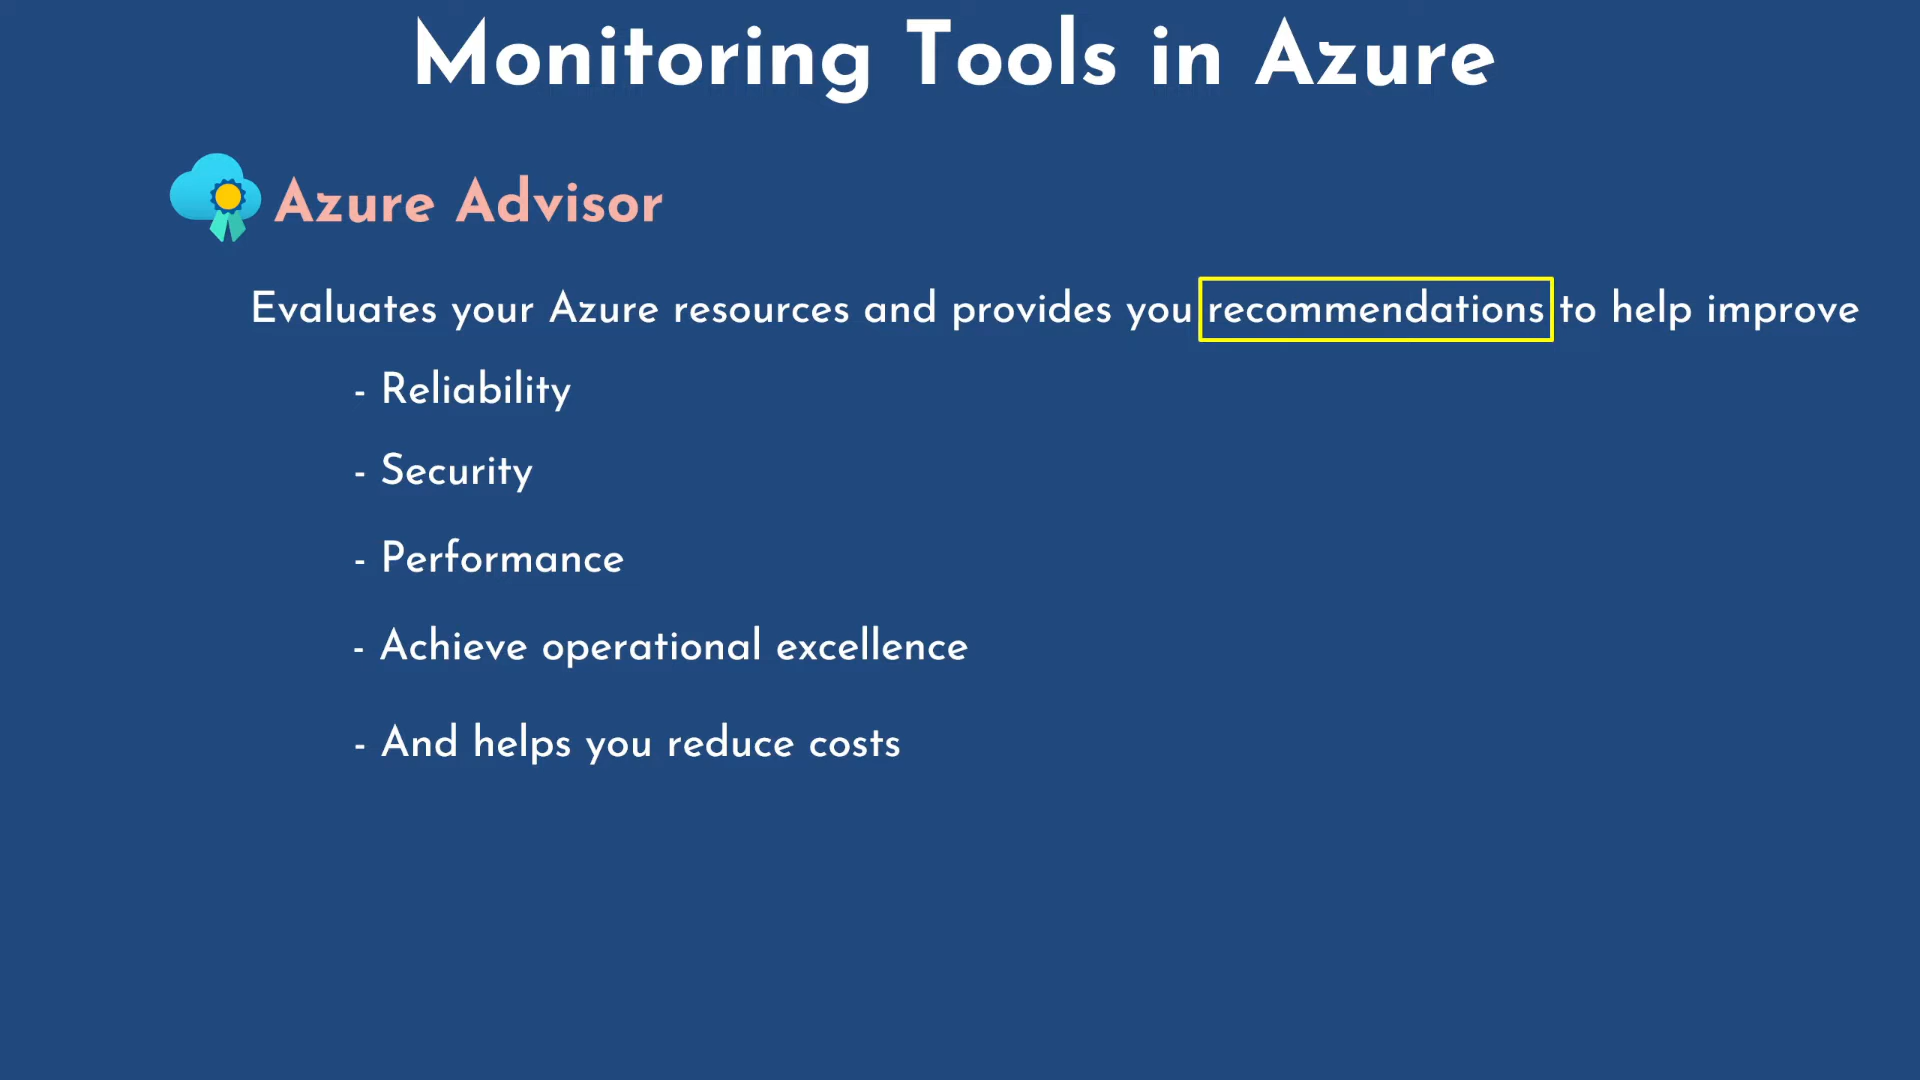 Monitoring Tools in Azure
Azure Advisor
Evaluates your Azure resources and provides you recommendations to help improve
- Reliability
- Security
- Performance
- Achieve operational excellence
- And helps you reduce costs